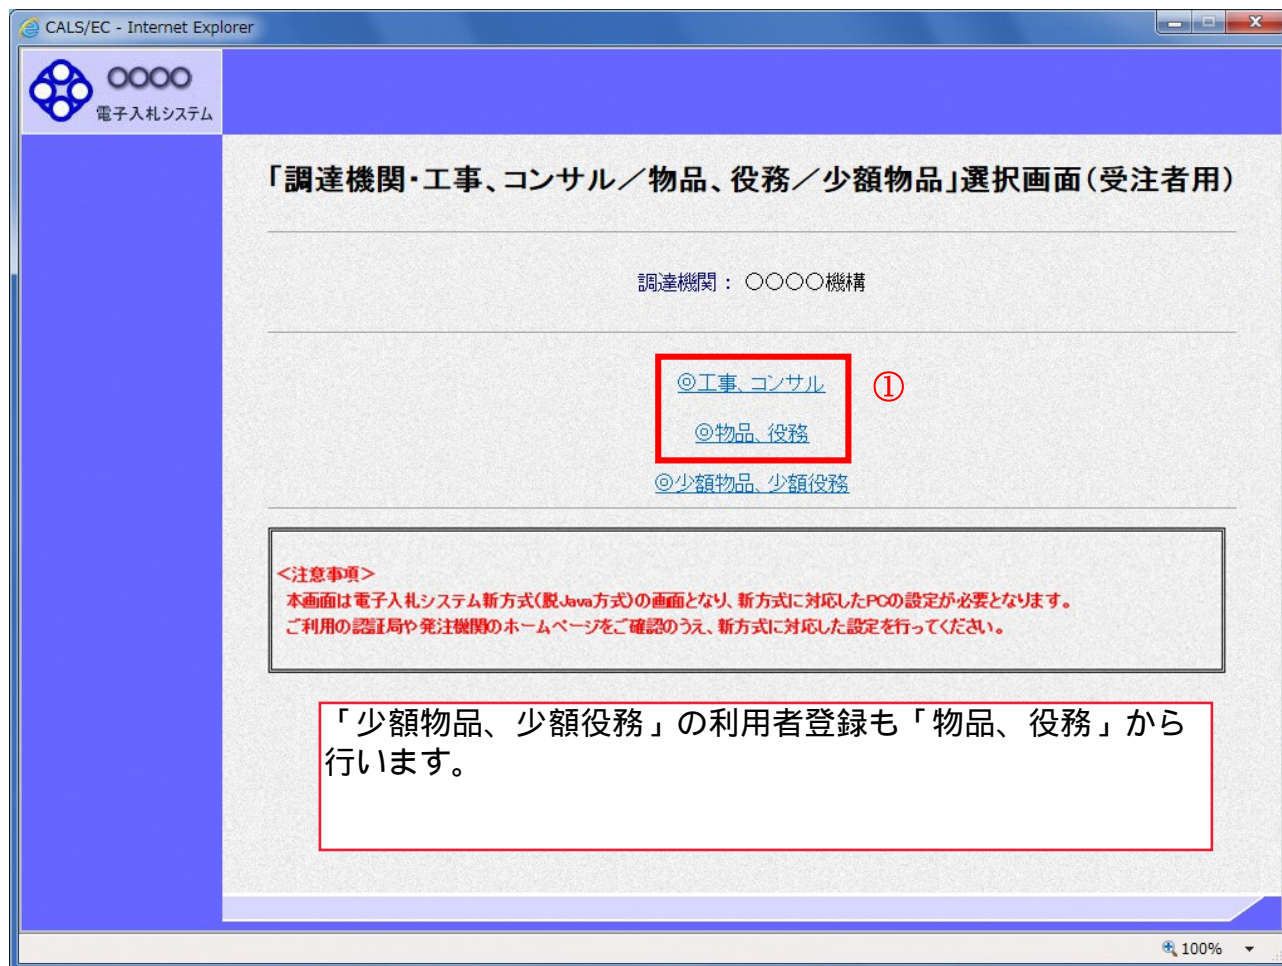 CALS/EC - Internet Explorer
○○○○
電子入札システム
「調達機関・工事、コンサル／物品、役務／少額物品」選択画面(受注者用)
調達機関： ○○○○機構
◎工事、コンサル
①
◎物品、役務
◎少額物品、少額役務
<注意事項>
本画面は電子入札システム新方式(脱Java方式)の画面となり、新方式に対応したPCの設定が必要となります。
ご利用の認証局や発注機関のホームページをご確認のうえ、新方式に対応した設定を行ってください。
「少額物品、少額役務」の利用者登録も「物品、役務」から
行います。
100%